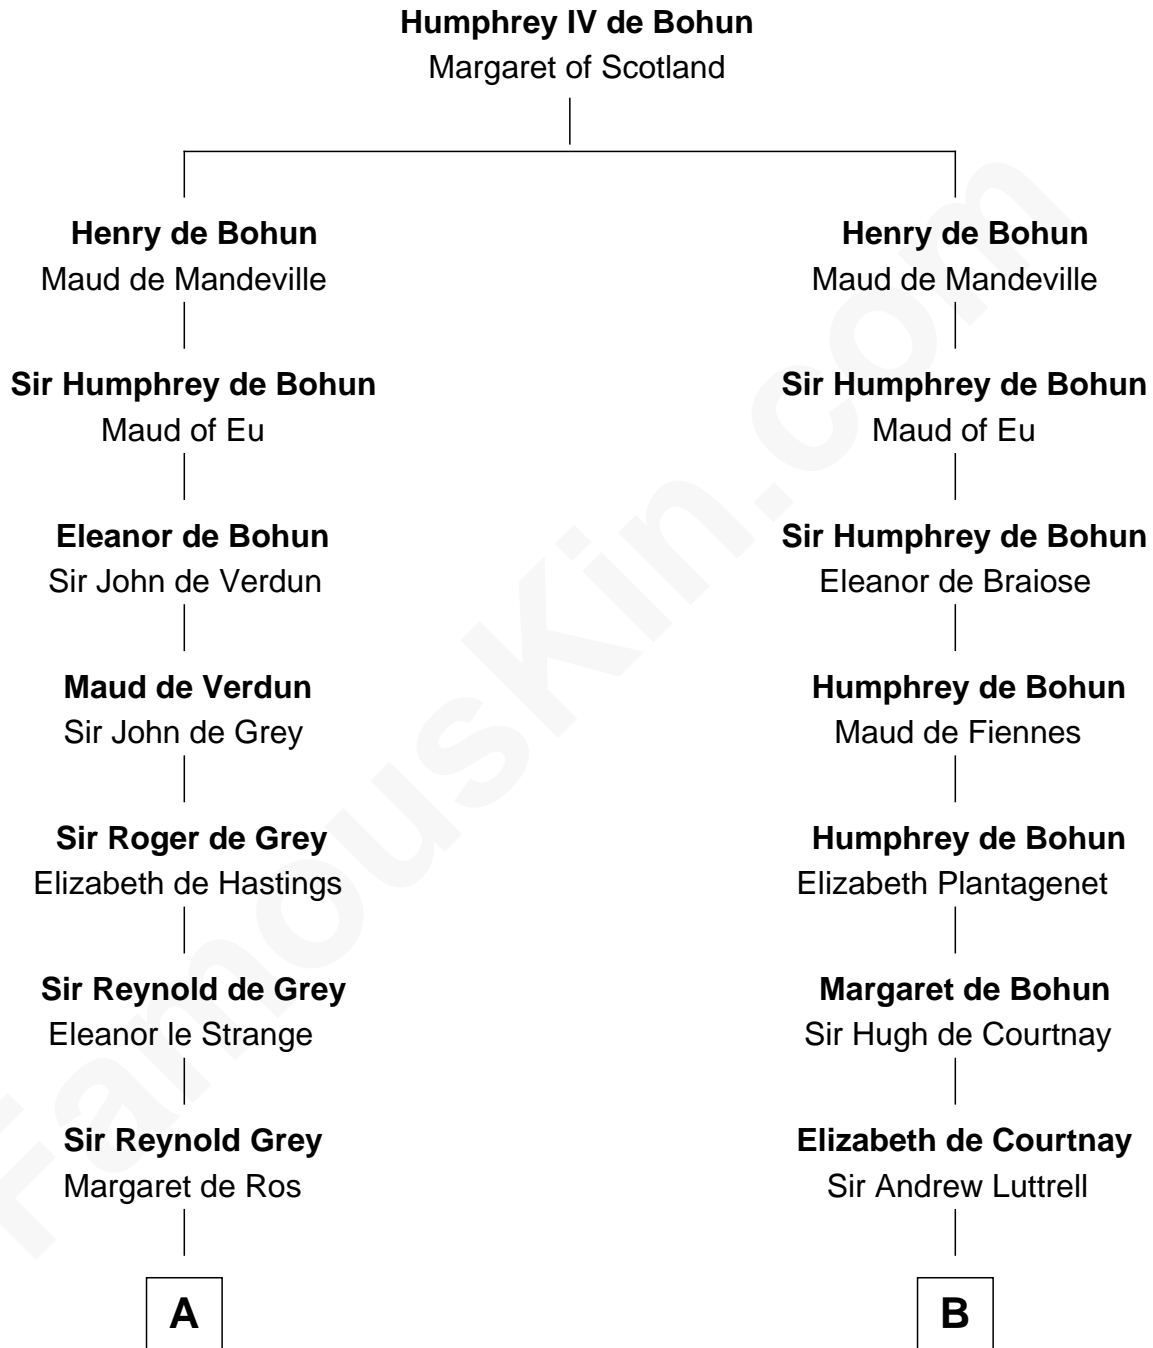 Humphrey IV de Bohun
Margaret of Scotland
Henry de Bohun
Maud de Mandeville
Sir Humphrey de Bohun
Maud of Eu
Eleanor de Bohun
Sir John de Verdun
Maud de Verdun
Sir John de Grey
Sir Roger de Grey
Elizabeth de Hastings
Sir Reynold de Grey
Eleanor le Strange
Sir Reynold Grey
Margaret de Ros
A
Henry de Bohun
Maud de Mandeville
Sir Humphrey de Bohun
Maud of Eu
Sir Humphrey de Bohun
Eleanor de Braiose
Humphrey de Bohun
Maud de Fiennes
Humphrey de Bohun
Elizabeth Plantagenet
Margaret de Bohun
Sir Hugh de Courtnay
Elizabeth de Courtnay
Sir Andrew Luttrell
B
FamousKin.com